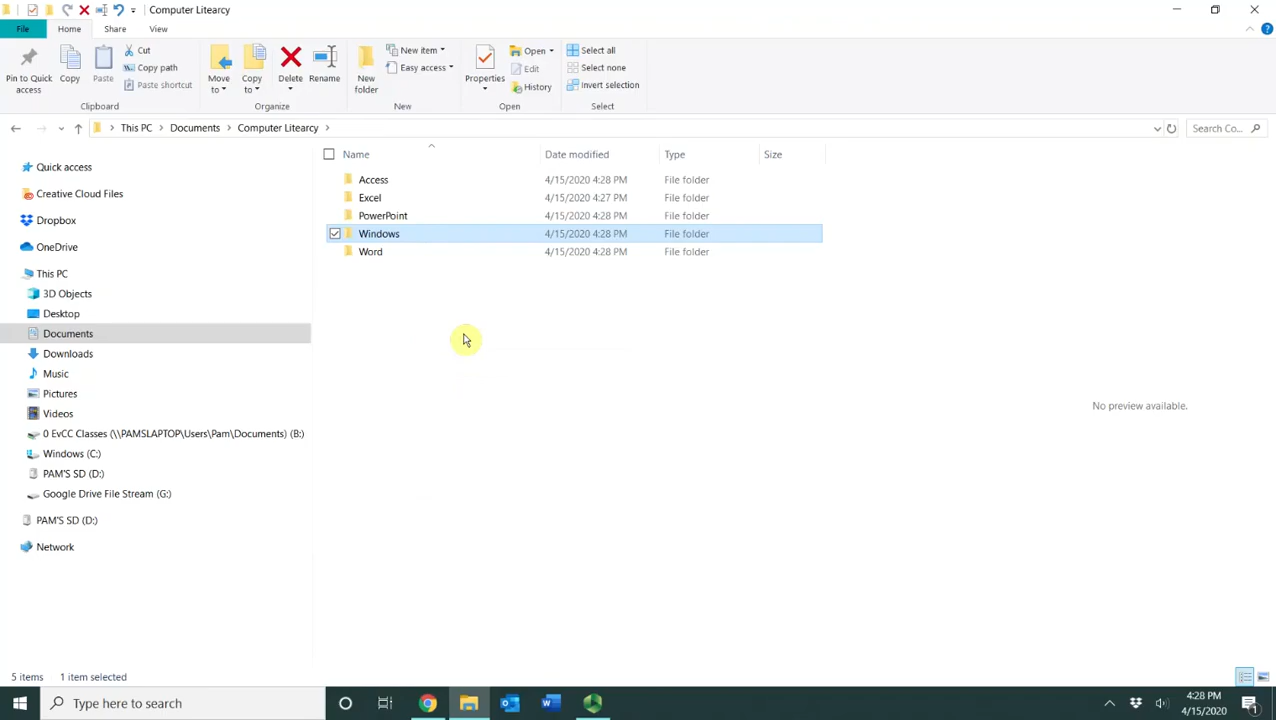 Computer Litearcy
File Home Share View
Pin to Quick access
Copy
Paste
Cut
Copy path
Paste shortcut
Clipboard
Move to
Copy to
Delete
Rename
Organize
New folder
New item
Easy access
New
Properties
Open
Edit
History
Open
Select all
Select none
Invert selection
Select
This PC > Documents > Computer Litearcy >
Search Co...
Quick access
Creative Cloud Files
Dropbox
OneDrive
This PC
3D Objects
Desktop
Documents
Downloads
Music
Pictures
Videos
0 EvCC Classes (\\PAMSLAPTOP\Users\Pam\Documents) (B:)
Windows (C:)
PAM'S SD (D:)
Google Drive File Stream (G:)
PAM'S SD (D:)
Network
Name Date modified Type Size
Access 4/15/2020 4:28 PM File folder
Excel 4/15/2020 4:27 PM File folder
PowerPoint 4/15/2020 4:28 PM File folder
Windows 4/15/2020 4:28 PM File folder
Word 4/15/2020 4:28 PM File folder
No preview available.
5 items 1 item selected
Type here to search
4:28 PM
4/15/2020
1